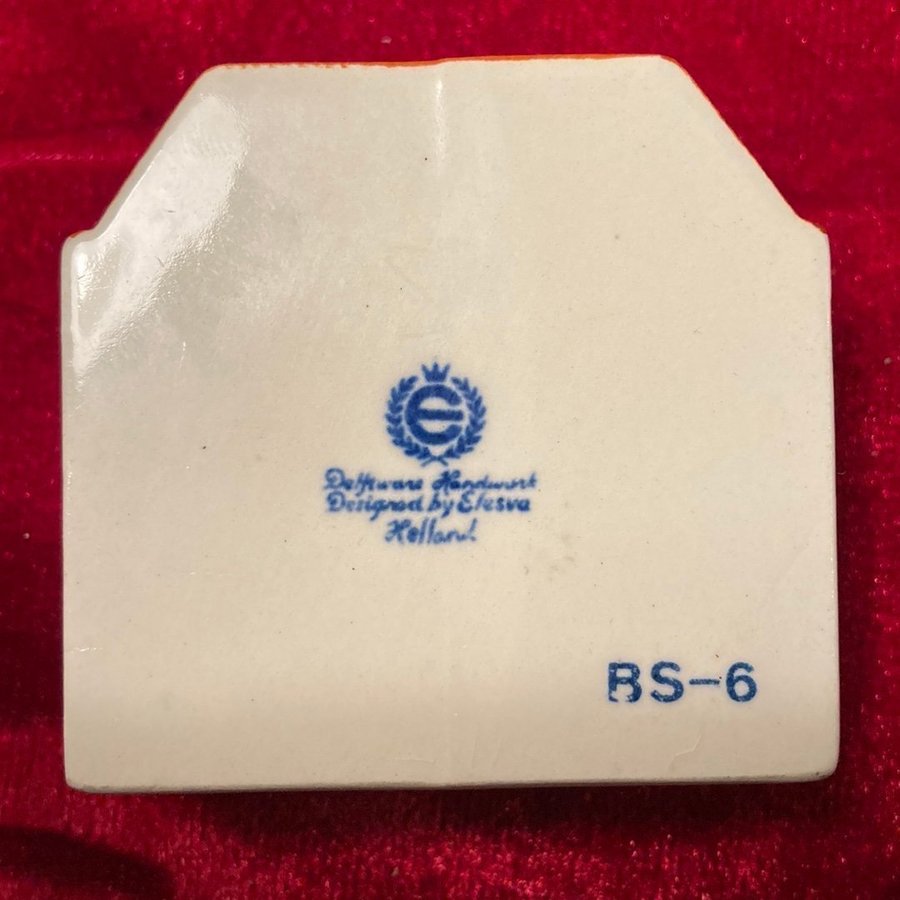 E
Delftware Handwork
Designed by Elesva
Holland
BS-6